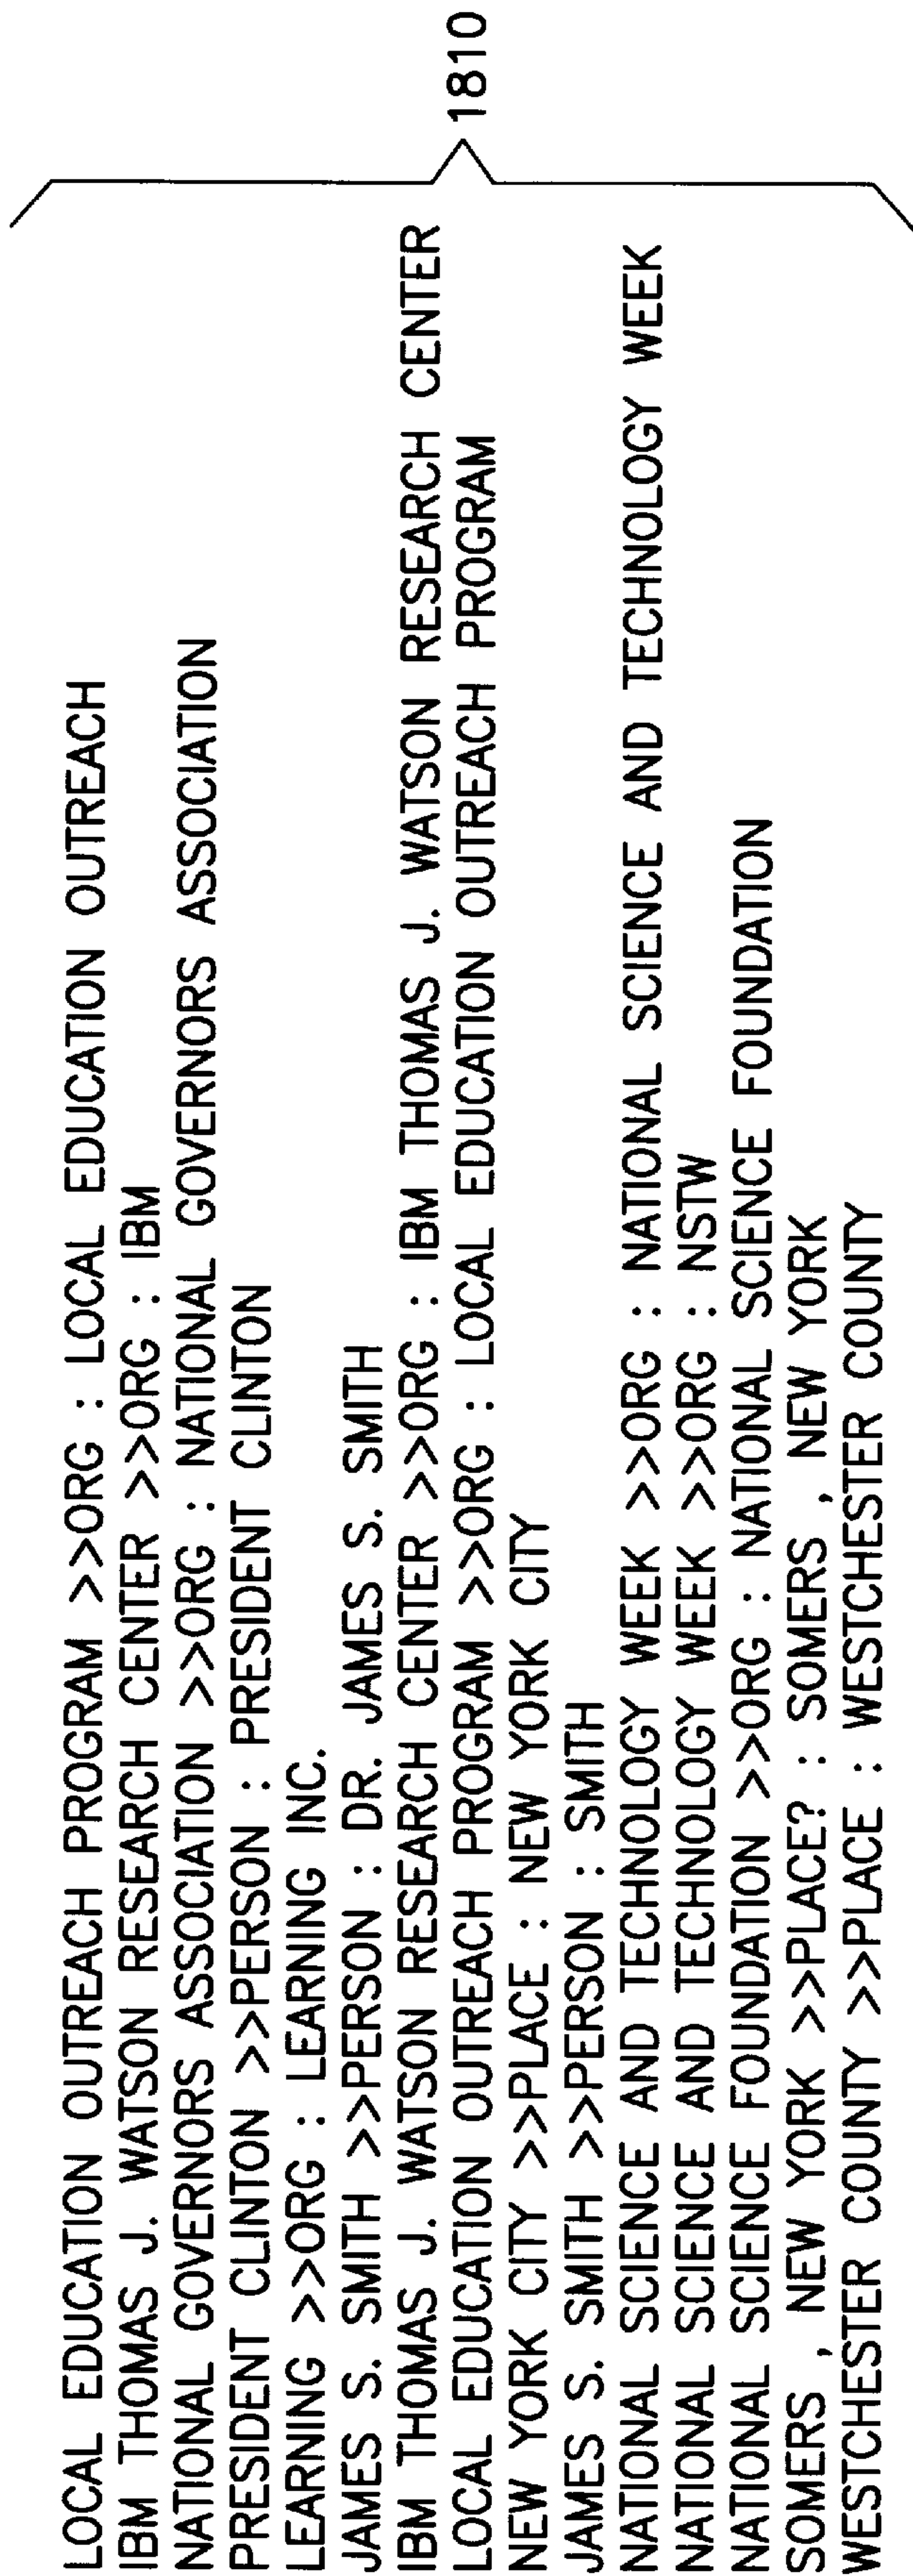 LOCAL EDUCATION OUTREACH PROGRAM >>ORG : LOCAL EDUCATION OUTREACH
IBM THOMAS J. WATSON RESEARCH CENTER >>ORG : IBM
NATIONAL GOVERNORS ASSOCIATION >>ORG : NATIONAL GOVERNORS ASSOCIATION
PRESIDENT CLINTON >>PERSON : PRESIDENT CLINTON
LEARNING >>ORG : LEARNING INC.
JAMES S. SMITH >>PERSON : DR. JAMES S. SMITH
IBM THOMAS J. WATSON RESEARCH CENTER >>ORG : IBM THOMAS J. WATSON RESEARCH CENTER
LOCAL EDUCATION OUTREACH PROGRAM >>ORG : LOCAL EDUCATION OUTREACH PROGRAM
NEW YORK CITY >>PLACE : NEW YORK CITY
JAMES S. SMITH >>PERSON : SMITH
NATIONAL SCIENCE AND TECHNOLOGY WEEK >>ORG : NATIONAL SCIENCE AND TECHNOLOGY WEEK
NATIONAL SCIENCE AND TECHNOLOGY WEEK >>ORG : NSTW
NATIONAL SCIENCE FOUNDATION >>ORG : NATIONAL SCIENCE FOUNDATION
SOMERS , NEW YORK >>PLACE? : SOMERS , NEW YORK
WESTCHESTER COUNTY >>PLACE : WESTCHESTER COUNTY
1810